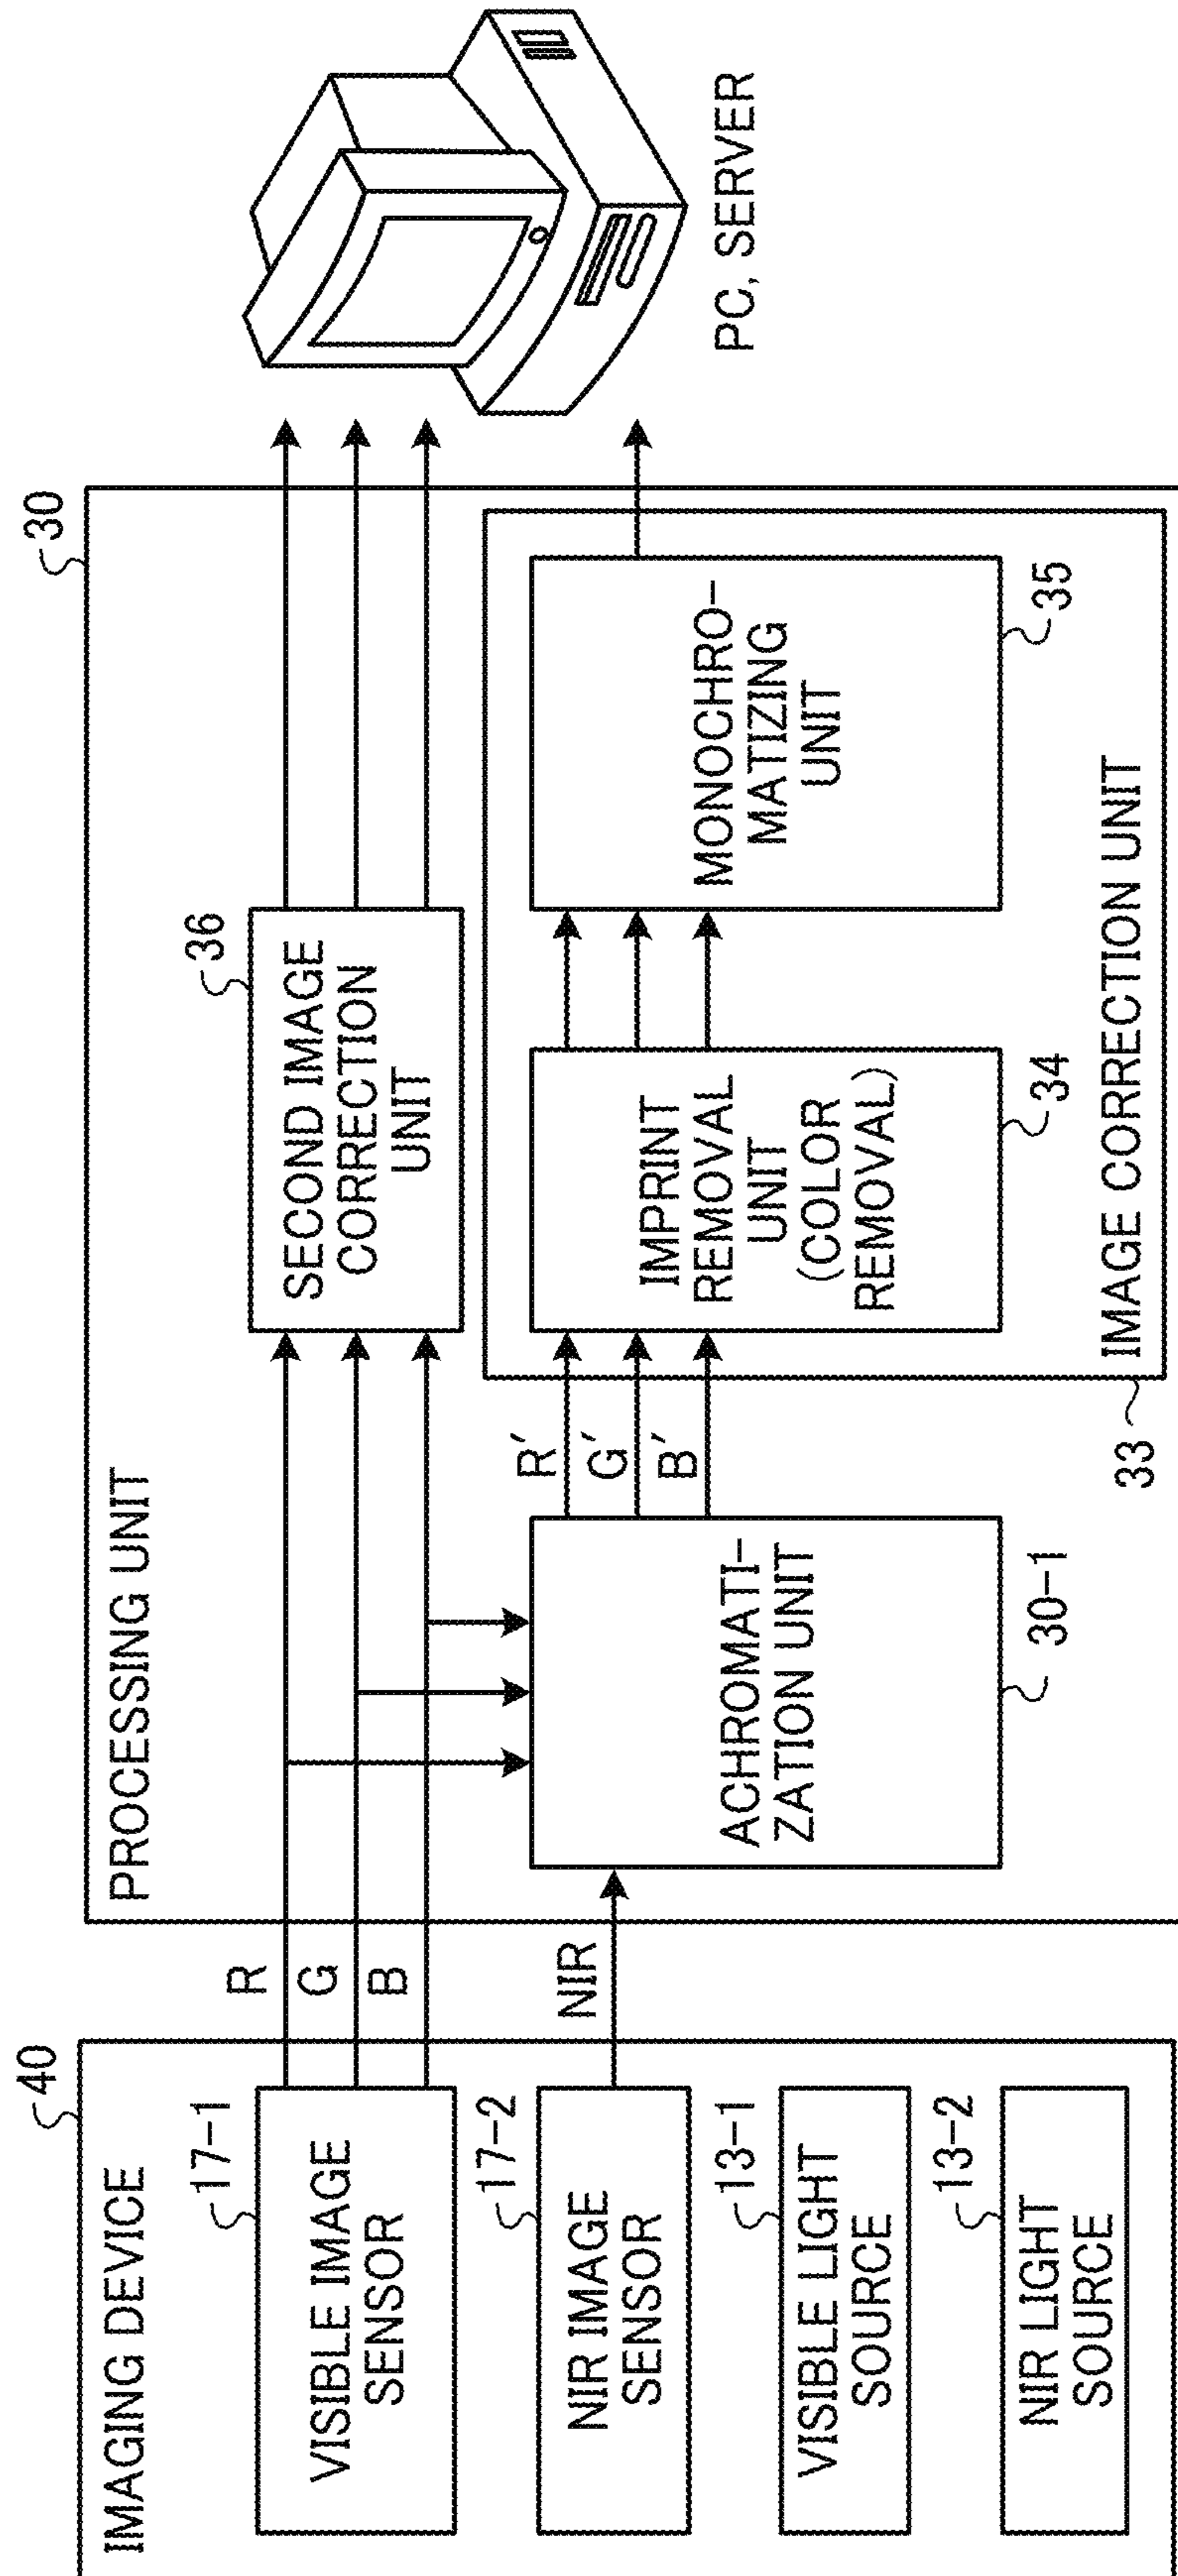 IMAGING DEVICE
40
VISIBLE IMAGE
SENSOR
17-1
NIR IMAGE
SENSOR
17-2
VISIBLE LIGHT
SOURCE
13-1
NIR LIGHT
SOURCE
13-2
R
G
B
NIR
PROCESSING UNIT
30
ACHROMATI-
ZATION UNIT
30-1
R′
G′
B′
SECOND IMAGE
CORRECTION
UNIT
36
IMPRINT
REMOVAL
UNIT
(COLOR
REMOVAL)
34
MONOCHRO-
MATIZING
UNIT
35
IMAGE CORRECTION UNIT
33
PC, SERVER